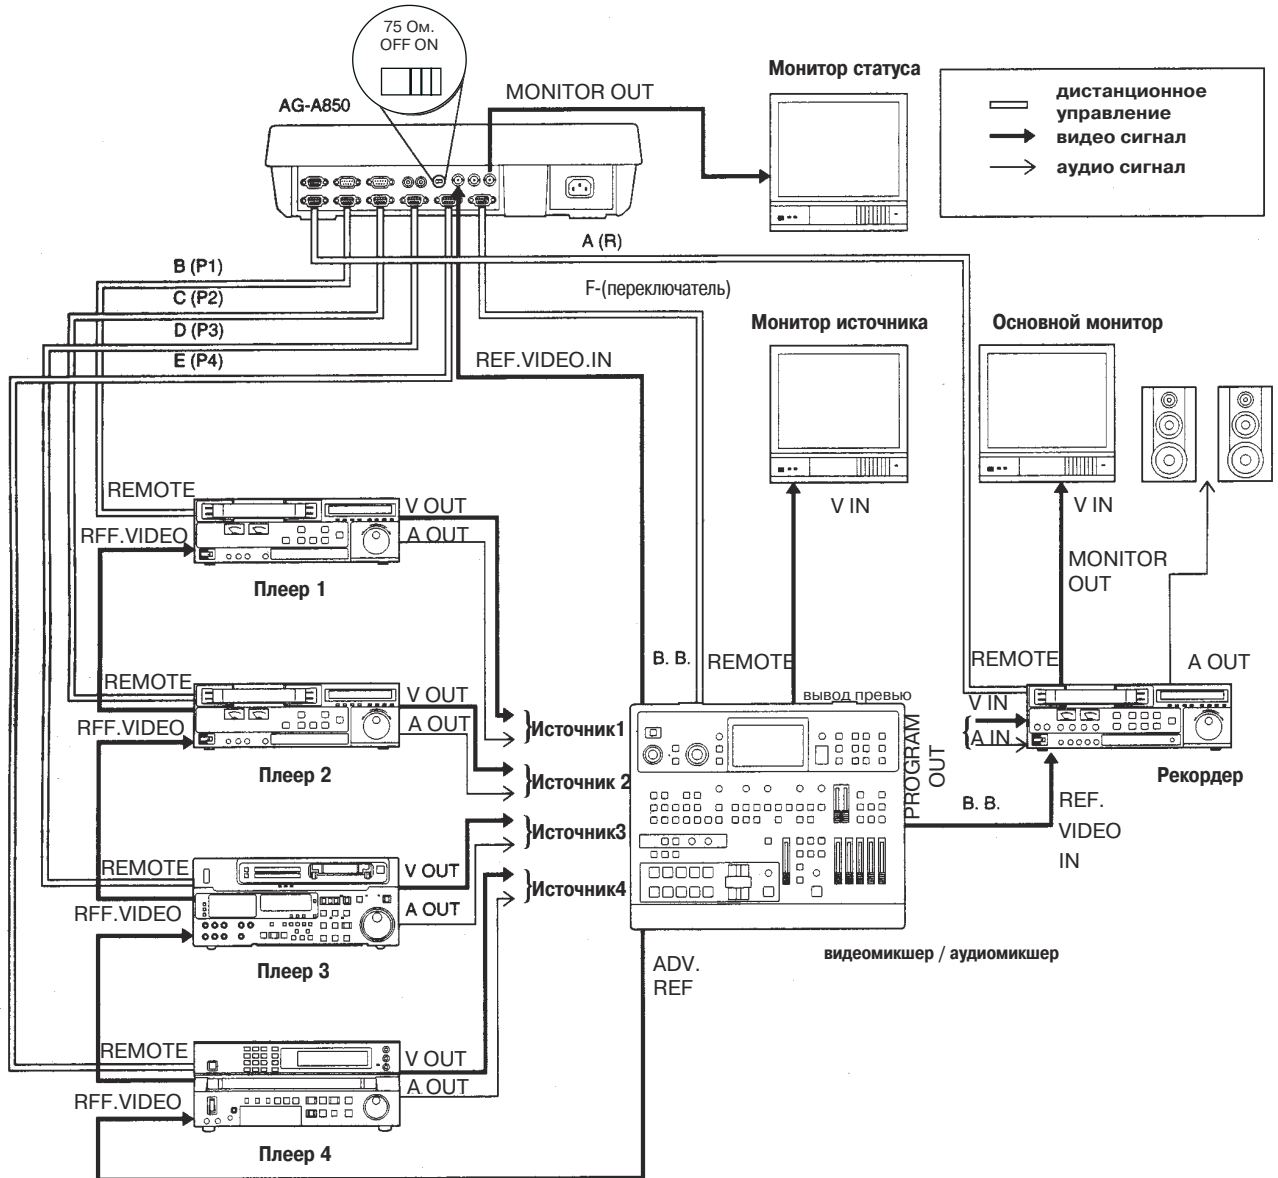 75 Ом.
OFF ON
AG-A850
MONITOR OUT
Монитор статуса
дистанционное
управление
видео сигнал
аудио сигнал
A (R)
B (P1)
C (P2)
D (P3)
E (P4)
F-(переключатель)
REF.VIDEO.IN
Монитор источника
Основной монитор
REMOTE
V OUT
RFF.VIDEO
A OUT
Плеер 1
V IN
V IN
MONITOR
OUT
REMOTE
V OUT
RFF.VIDEO
A OUT
Плеер 2
B. B.
REMOTE
вывод превью
REMOTE
A OUT
V IN
A IN
Рекордер
Источник1
Источник 2
Источник3
Источник4
PROGRAM
OUT
B. B.
REF.
VIDEO
IN
REMOTE
V OUT
RFF.VIDEO
A OUT
Плеер 3
видеомикшер / аудиомикшер
ADV.
REF
REMOTE
V OUT
RFF.VIDEO
A OUT
Плеер 4